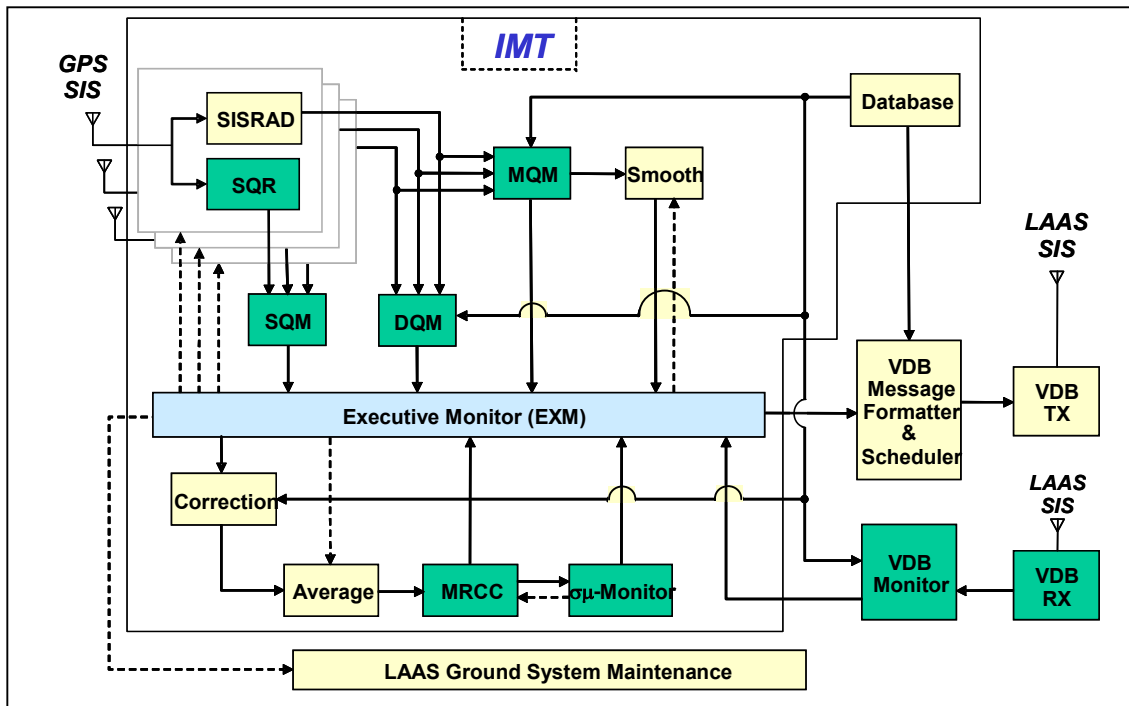 IMT
GPS
SIS
SISRAD
SQR
MQM
Smooth
Database
LAAS
SIS
SQM
DQM
VDB
Message
Formatter
&
Scheduler
VDB
TX
Executive Monitor (EXM)
Correction
LAAS
SIS
Average
MRCC
σμ-Monitor
VDB
Monitor
VDB
RX
LAAS Ground System Maintenance